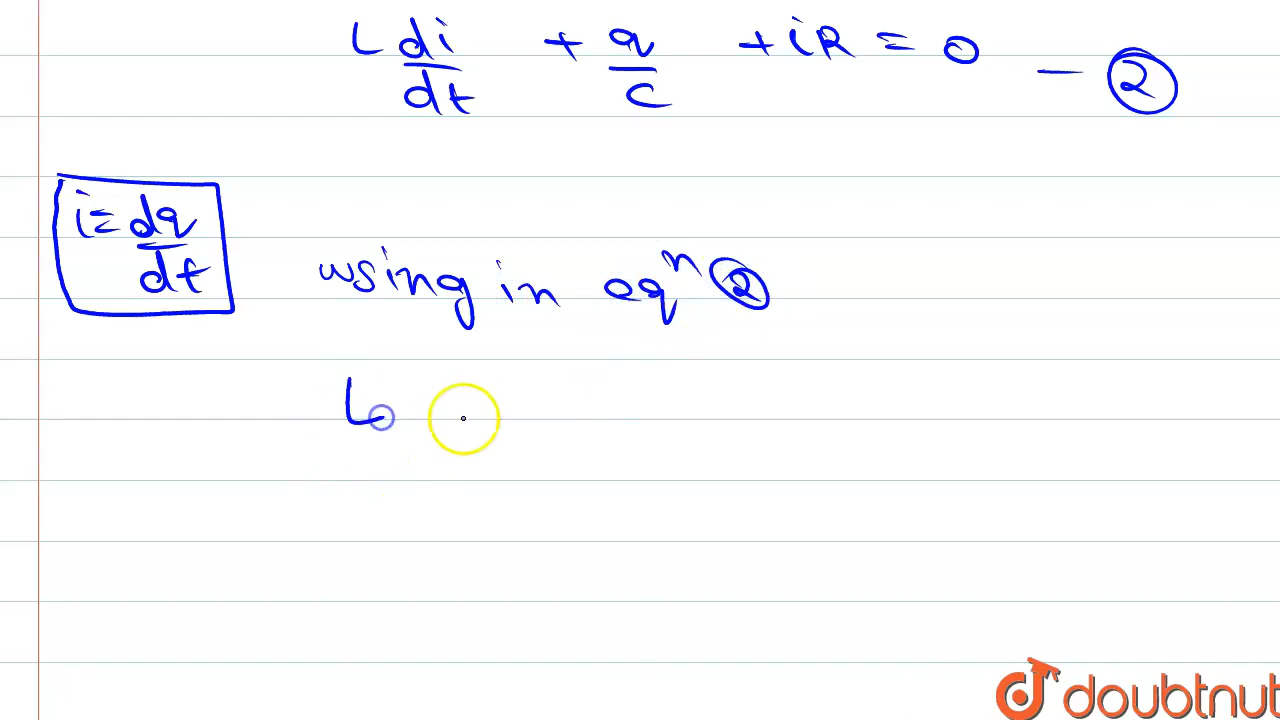 L di/dt + q/c + iR = 0 — ②
i = dq/dt
using in eqⁿ ②
L
doubtnut